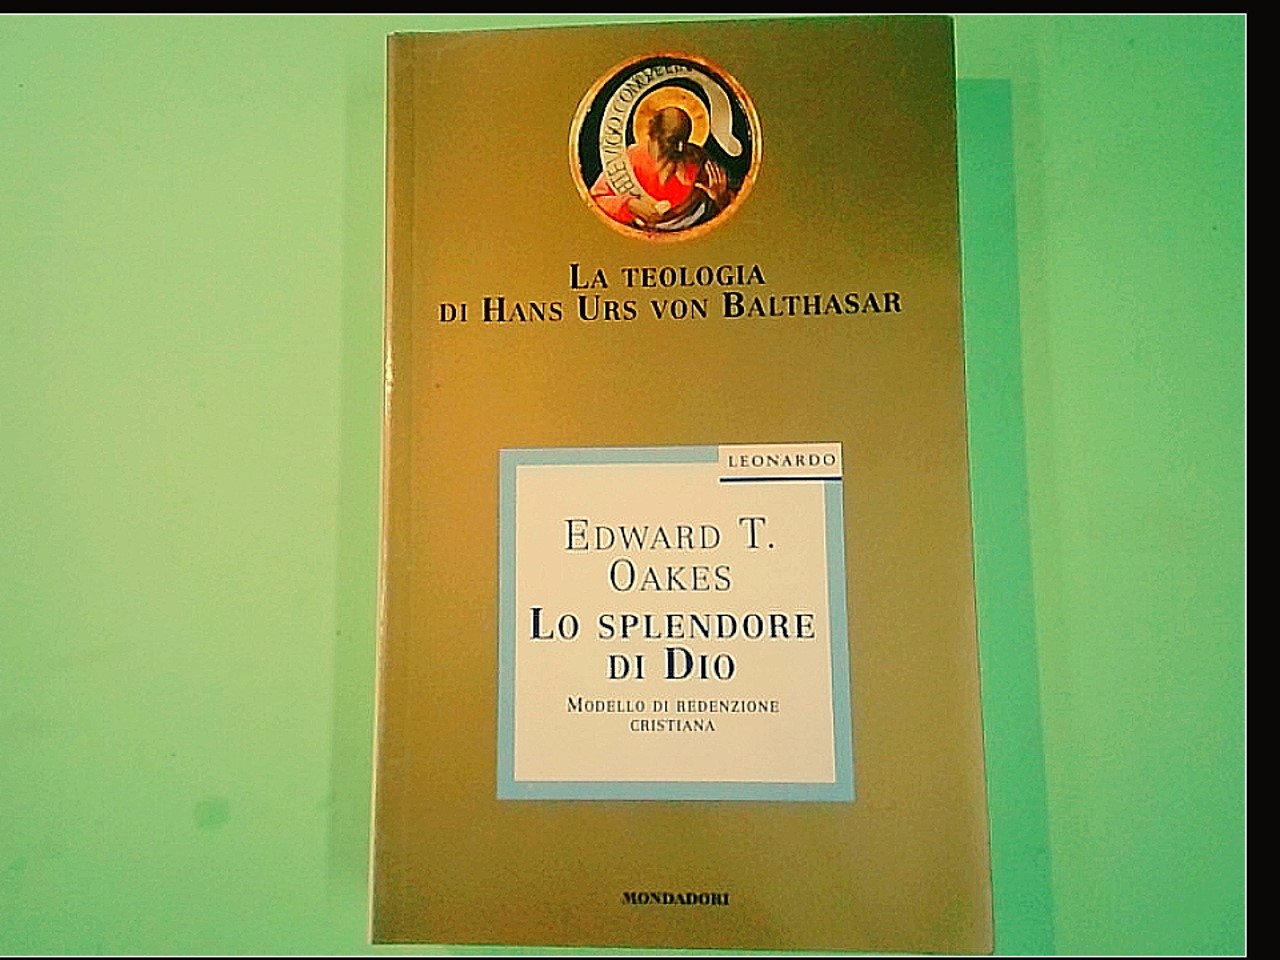 LA TEOLOGIA
DI HANS URS VON BALTHASAR
LEONARDO
EDWARD T.
OAKES
LO SPLENDORE
DI DIO
MODELLO DI REDENZIONE
CRISTIANA
MONDADORI